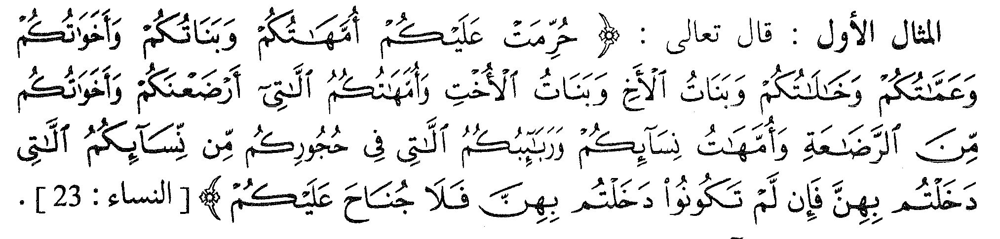 المثال الأول : قال تعالى : ﴿ حُرِّمَتْ عَلَيْكُمْ أُمَّهَٰتُكُمْ وَبَنَاتُكُمْ وَأَخَوَٰتُكُمْ
وَعَمَّٰتُكُمْ وَخَٰلَٰتُكُمْ وَبَنَاتُ ٱلْأَخِ وَبَنَاتُ ٱلْأُخْتِ وَأُمَّهَٰتُكُمُ ٱلَّٰتِىٓ أَرْضَعْنَكُمْ وَأَخَوَٰتُكُم
مِّنَ ٱلرَّضَٰعَةِ وَأُمَّهَٰتُ نِسَآئِكُمْ وَرَبَٰٓئِبُكُمُ ٱلَّٰتِى فِى حُجُورِكُم مِّن نِّسَآئِكُمُ ٱلَّٰتِى
دَخَلْتُم بِهِنَّ فَإِن لَّمْ تَكُونُوا۟ دَخَلْتُم بِهِنَّ فَلَا جُنَاحَ عَلَيْكُمْ ﴾ [ النساء : 23 ] .